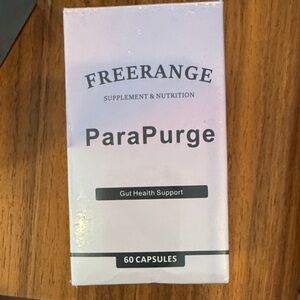 FREERANGE
SUPPLEMENT & NUTRITION
ParaPurge
Gut Health Support
60 CAPSULES